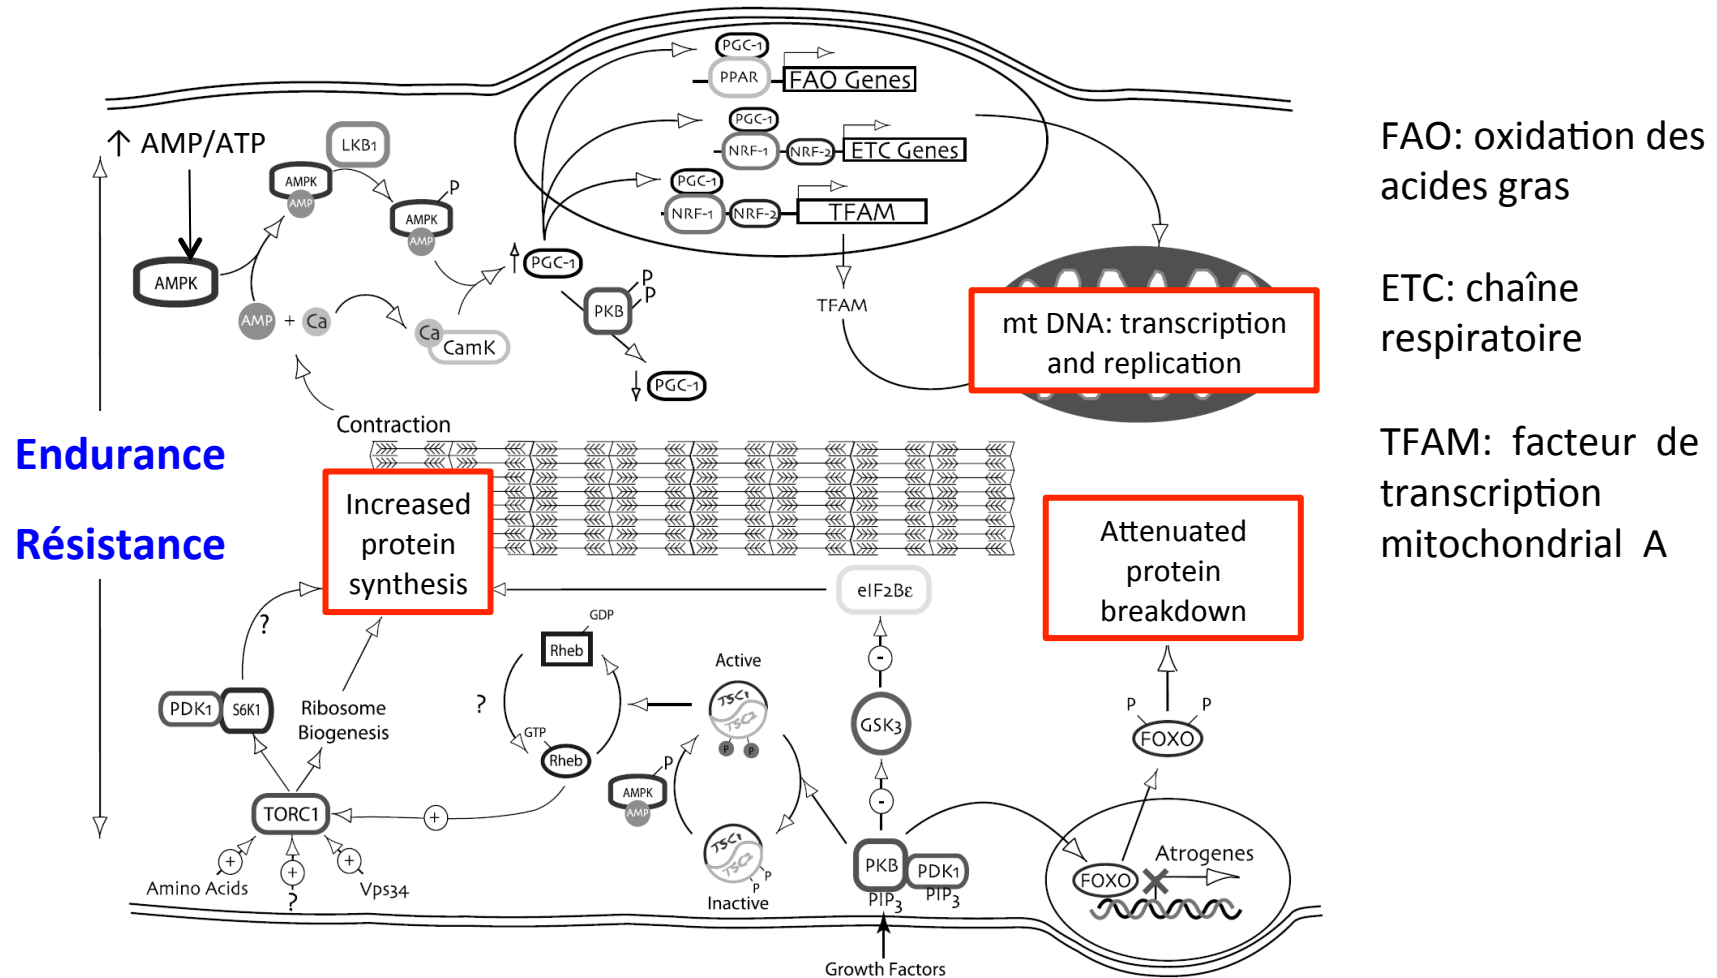 PGC-1
PPAR
FAO Genes
PGC-1
NRF-1
NRF-2
ETC Genes
PGC-1
NRF-1
NRF-2
TFAM
↑ AMP/ATP
LKB1
AMPK
AMP
P
AMPK
AMP
AMPK
AMP
+
Ca
Ca
CamK
PGC-1
P
P
PKB
PGC-1
TFAM
mt DNA: transcription
and replication
Contraction
FAO: oxidation des
acides gras
ETC: chaîne
respiratoire
TFAM: facteur de
transcription
mitochondrial A
Endurance
Résistance
Increased
protein
synthesis
Attenuated
protein
breakdown
eIF2Bε
?
GDP
Rheb
?
GTP
Rheb
Active
TSC1
TSC2
P
P
-
GSK3
-
P
P
FOXO
PDK1
S6K1
Ribosome
Biogenesis
P
AMPK
AMP
TORC1
+
+
+
+
Amino Acids
?
Vps34
TSC1
TSC2
P
P
Inactive
PKB
PDK1
PIP3
PIP3
Atrogenes
FOXO
Growth Factors